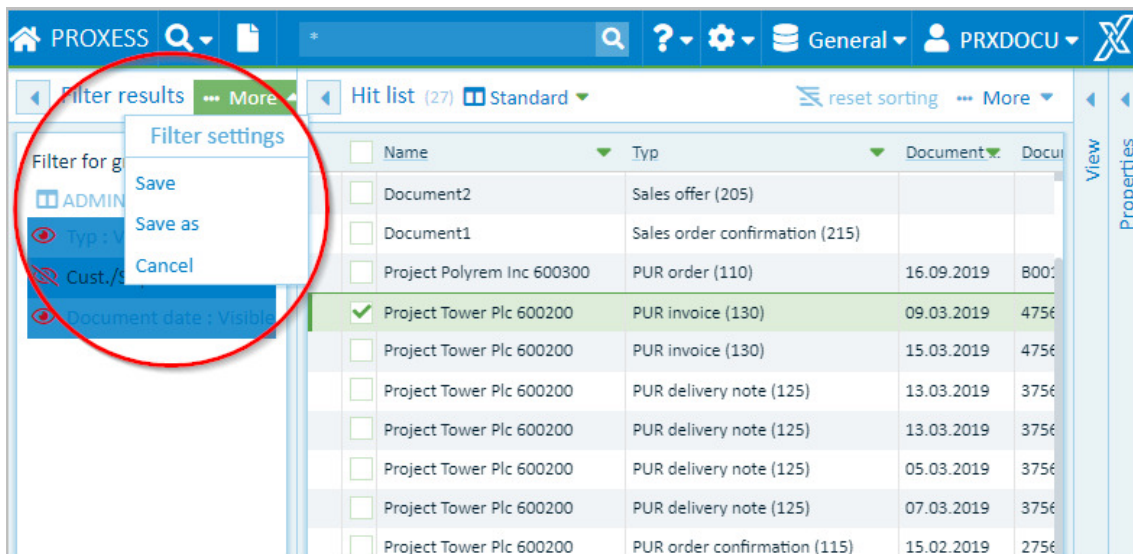 PROXESS * ? General PRXDOCU
Filter results ... More Hit list (27) Standard reset sorting ... More
Filter settings
Save
Save as
Cancel
Filter for
ADMIN
Typ : V
Cust./S
Document date : Visible
Name Typ Document
Document2 Sales offer (205)
Document1 Sales order confirmation (215)
Project Polyrem Inc 600300 PUR order (110) 16.09.2019 B001
Project Tower Plc 600200 PUR invoice (130) 09.03.2019 4756
Project Tower Plc 600200 PUR invoice (130) 15.03.2019 4756
Project Tower Plc 600200 PUR delivery note (125) 13.03.2019 3756
Project Tower Plc 600200 PUR delivery note (125) 13.03.2019 3756
Project Tower Plc 600200 PUR delivery note (125) 05.03.2019 3756
Project Tower Plc 600200 PUR delivery note (125) 07.03.2019 3756
Project Tower Plc 600200 PUR order confirmation (115) 15.02.2019 2756
View
Properties